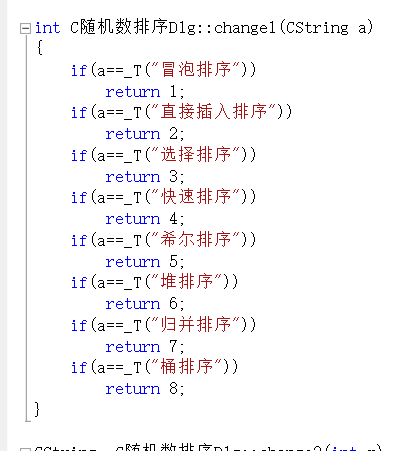 int C随机数排序Dlg::change1(CString a)
{
if(a==_T("冒泡排序"))
return 1;
if(a==_T("直接插入排序"))
return 2;
if(a==_T("选择排序"))
return 3;
if(a==_T("快速排序"))
return 4;
if(a==_T("希尔排序"))
return 5;
if(a==_T("堆排序"))
return 6;
if(a==_T("归并排序"))
return 7;
if(a==_T("桶排序"))
return 8;
}